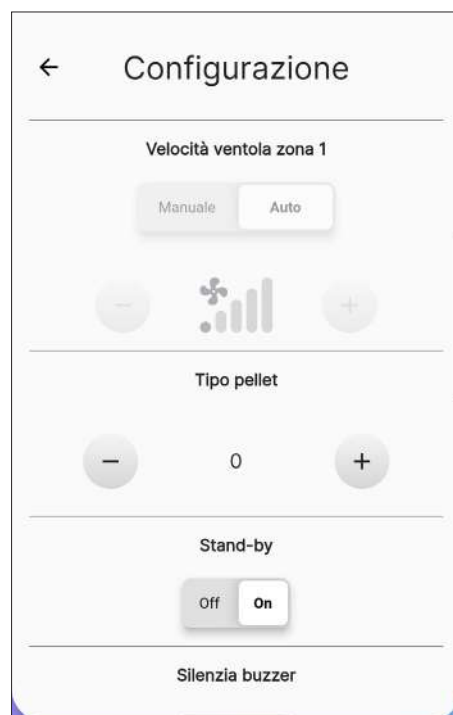 Configurazione
Velocità ventola zona 1
Manuale Auto
Tipo pellet
0
Stand-by
Off On
Silenzia buzzer